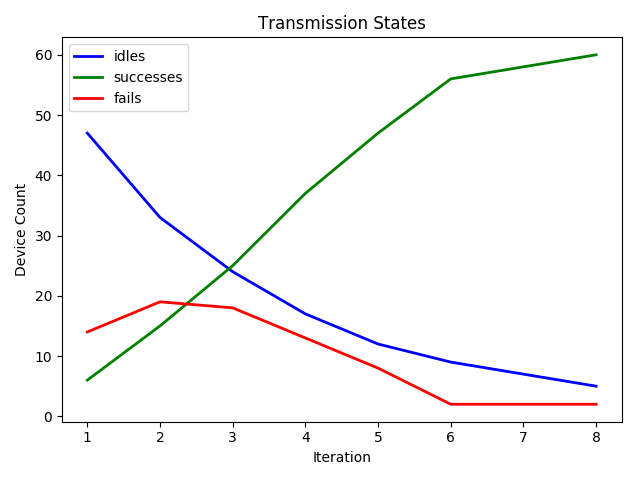 Transmission States
idles
successes
fails
Device Count
60
50
40
30
20
10
0
1 2 3 4 5 6 7 8
Iteration